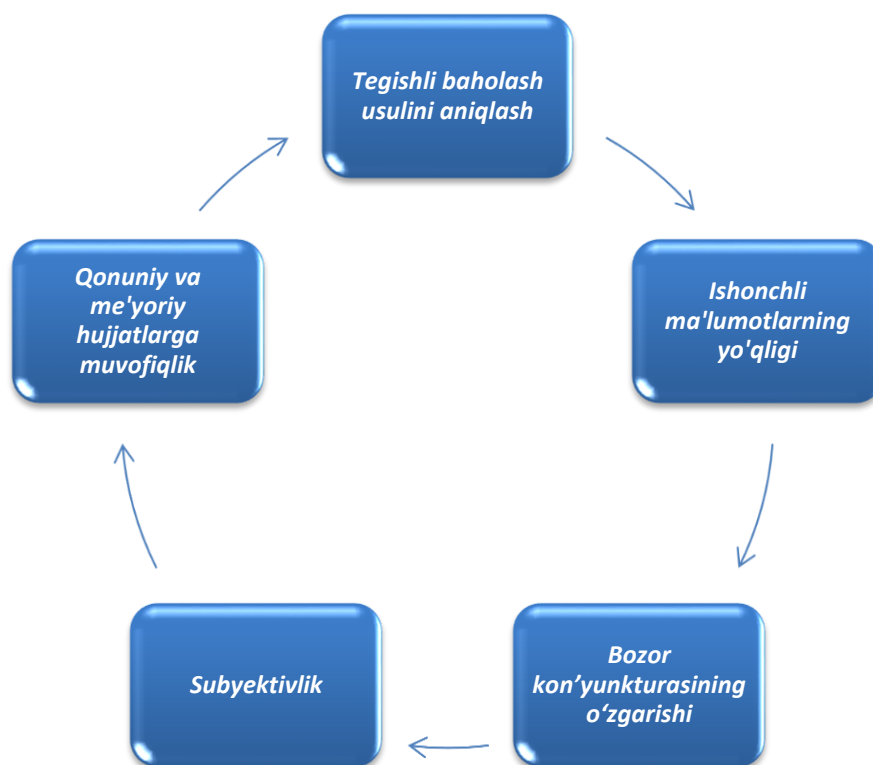 Tegishli baholash
usulini aniqlash
Ishonchli
ma'lumotlarning
yo'qligi
Bozor
kon’yunkturasining
o‘zgarishi
Subyektivlik
Qonuniy va
me'yoriy
hujjatlarga
muvofiqlik